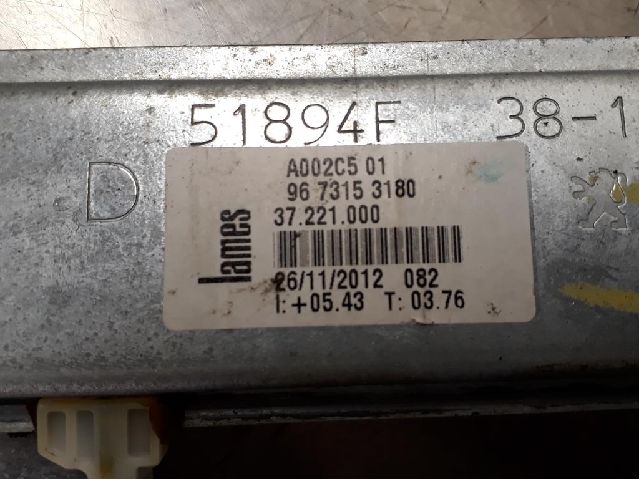 51894F 38-1
D
lames
A002C5 01
96 7315 3180
37.221.000
26/11/2012 082
I:+05.43 T: 03.76